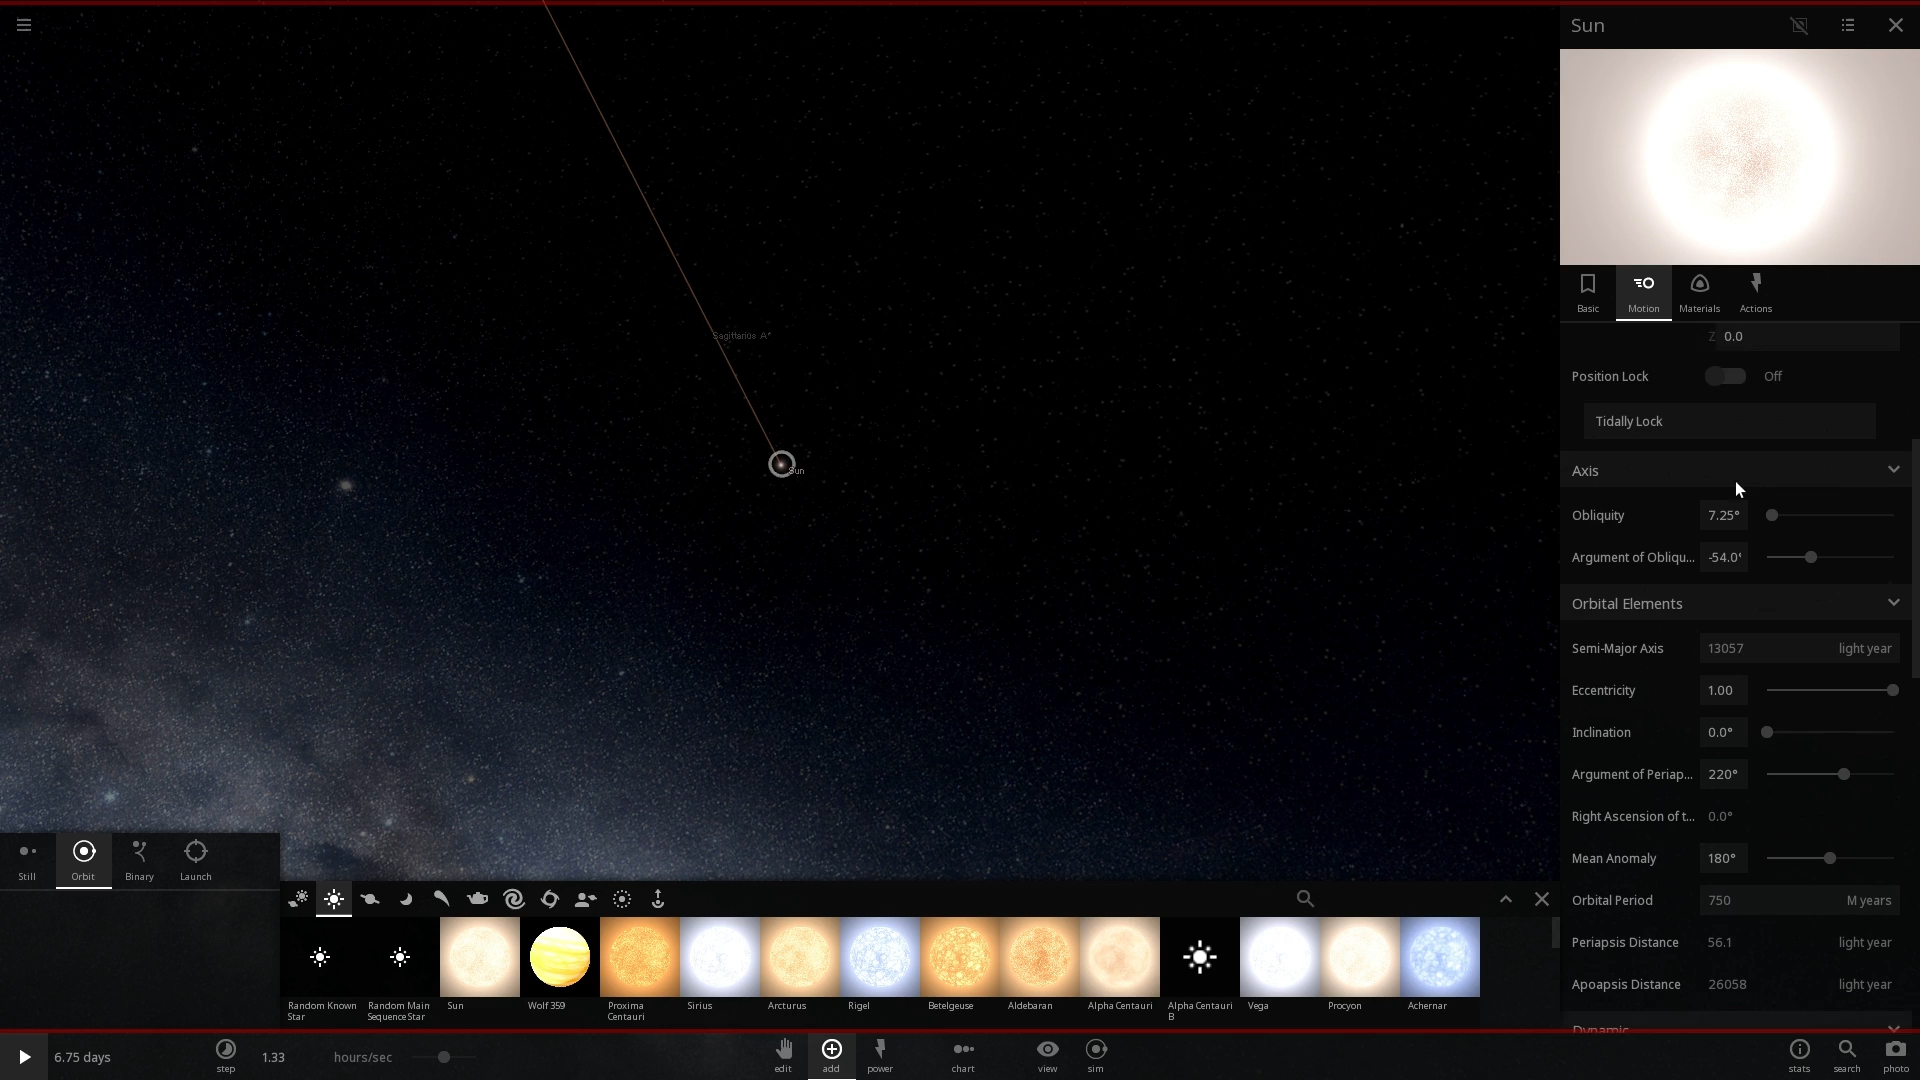 Sun
Basic
Motion
Materials
Actions
Z 0.0
Position Lock
Off
Tidally Lock
Axis
Obliquity
7.25°
Argument of Obliqu...
-54.0°
Orbital Elements
Semi-Major Axis
13057 light year
Eccentricity
1.00
Inclination
0.0°
Argument of Periap...
220°
Right Ascension of t...
0.0°
Mean Anomaly
180°
Orbital Period
750 M years
Periapsis Distance
56.1 light year
Apoapsis Distance
26058 light year
Dynamic
Sagittarius A*
Sun
Still
Orbit
Binary
Launch
Random Known
Star
Random Main
Sequence Star
Sun
Wolf 359
Proxima
Centauri
Sirius
Arcturus
Rigel
Betelgeuse
Aldebaran
Alpha Centauri
Alpha Centauri
B
Vega
Procyon
Achernar
6.75 days
step
1.33
hours/sec
edit
add
power
chart
view
sim
stats
search
photo